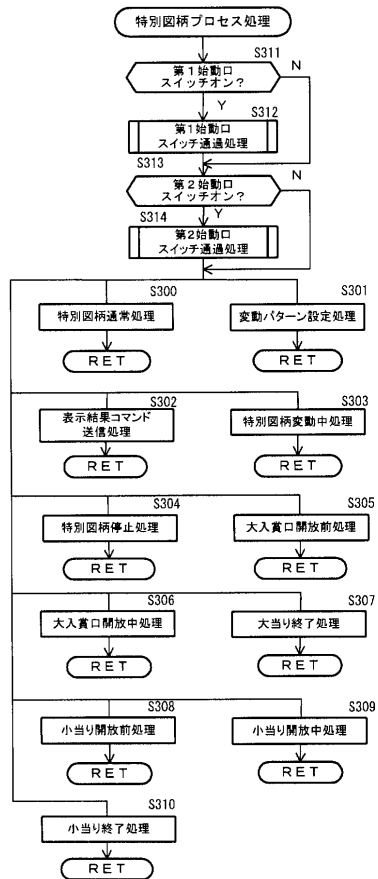 特別図柄プロセス処理
S311
第1始動口
スイッチオン?
N
Y
S312
第1始動口
スイッチ通過処理
S313
第2始動口
スイッチオン?
N
Y
S314
第2始動口
スイッチ通過処理
S300
特別図柄通常処理
RET
S301
変動パターン設定処理
RET
S302
表示結果コマンド
送信処理
RET
S303
特別図柄変動中処理
RET
S304
特別図柄停止処理
RET
S305
大入賞口開放前処理
RET
S306
大入賞口開放中処理
RET
S307
大当り終了処理
RET
S308
小当り開放前処理
RET
S309
小当り開放中処理
RET
S310
小当り終了処理
RET